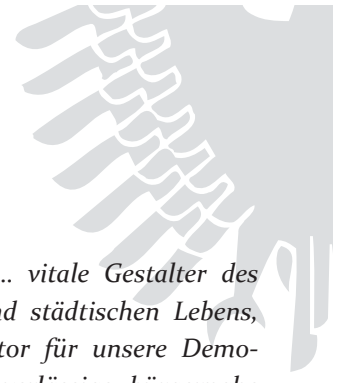 … vitale Gestalter des
nd städtischen Lebens,
tor für unsere Demo-